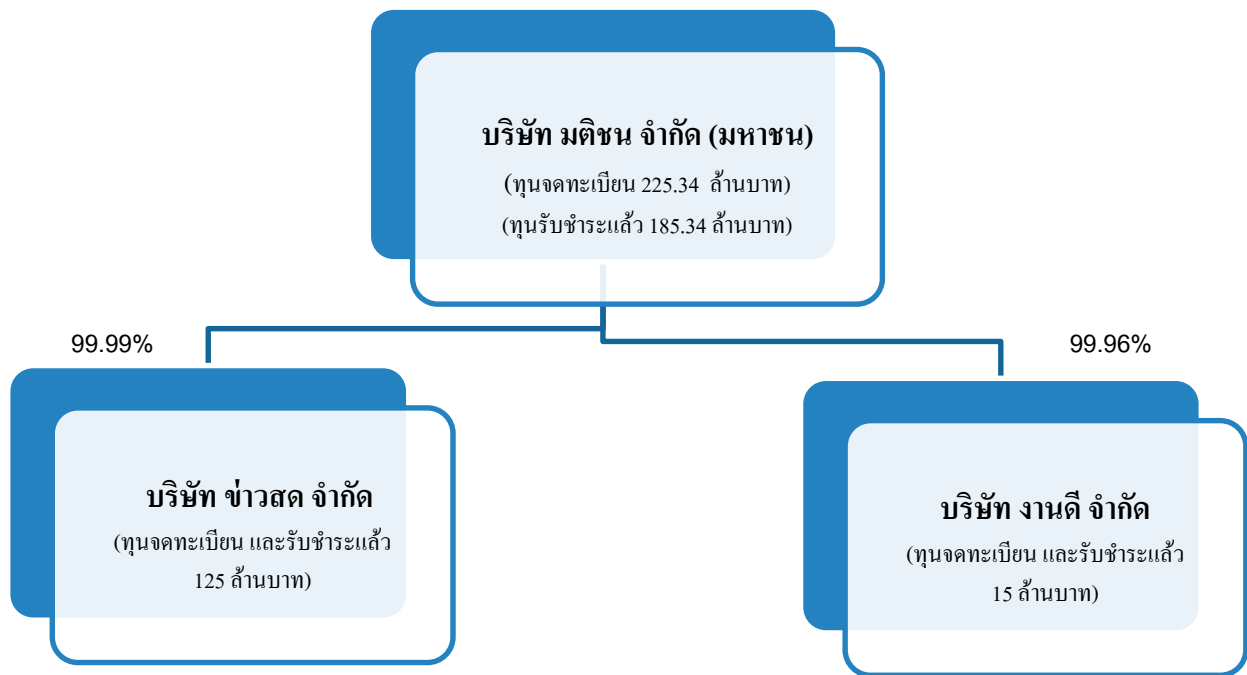 บริษัท มติชน จำกัด (มหาชน)
(ทุนจดทะเบียน 225.34 ล้านบาท)
(ทุนรับชำระแล้ว 185.34 ล้านบาท)
99.99%
99.96%
บริษัท ข่าวสด จำกัด
(ทุนจดทะเบียน และรับชำระแล้ว
125 ล้านบาท)
บริษัท งานดี จำกัด
(ทุนจดทะเบียน และรับชำระแล้ว
15 ล้านบาท)